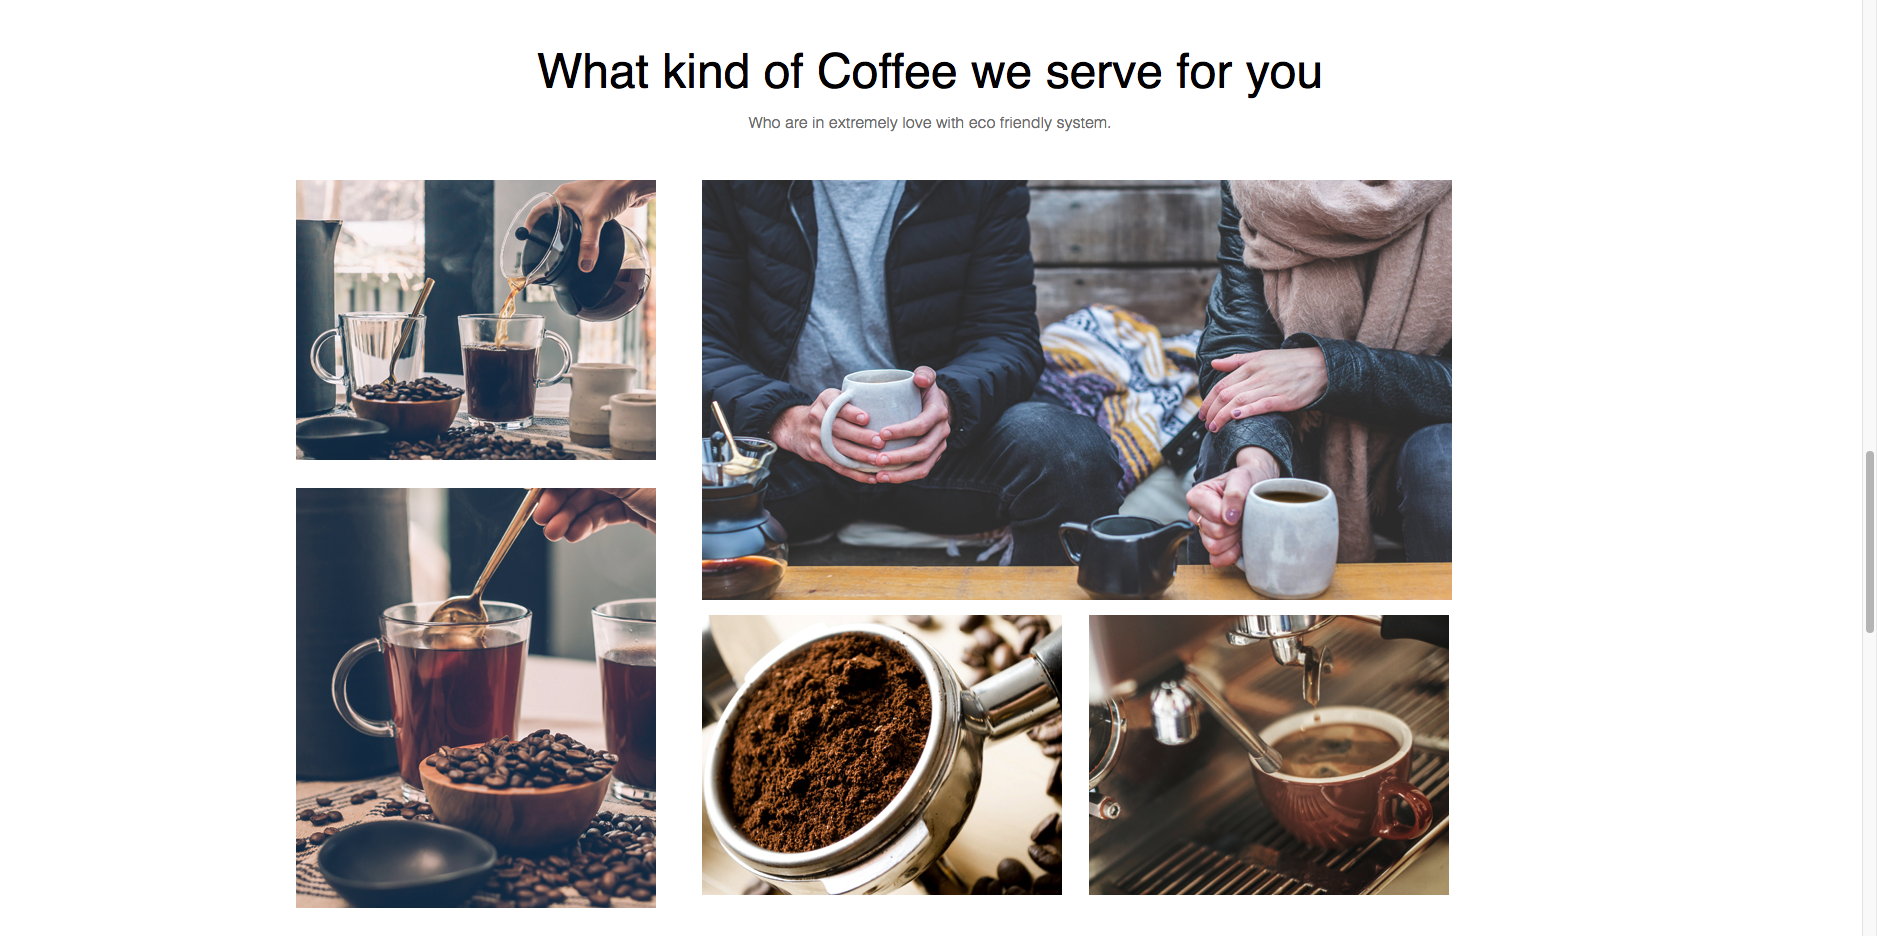 What kind of Coffee we serve for you
Who are in extremely love with eco friendly system.